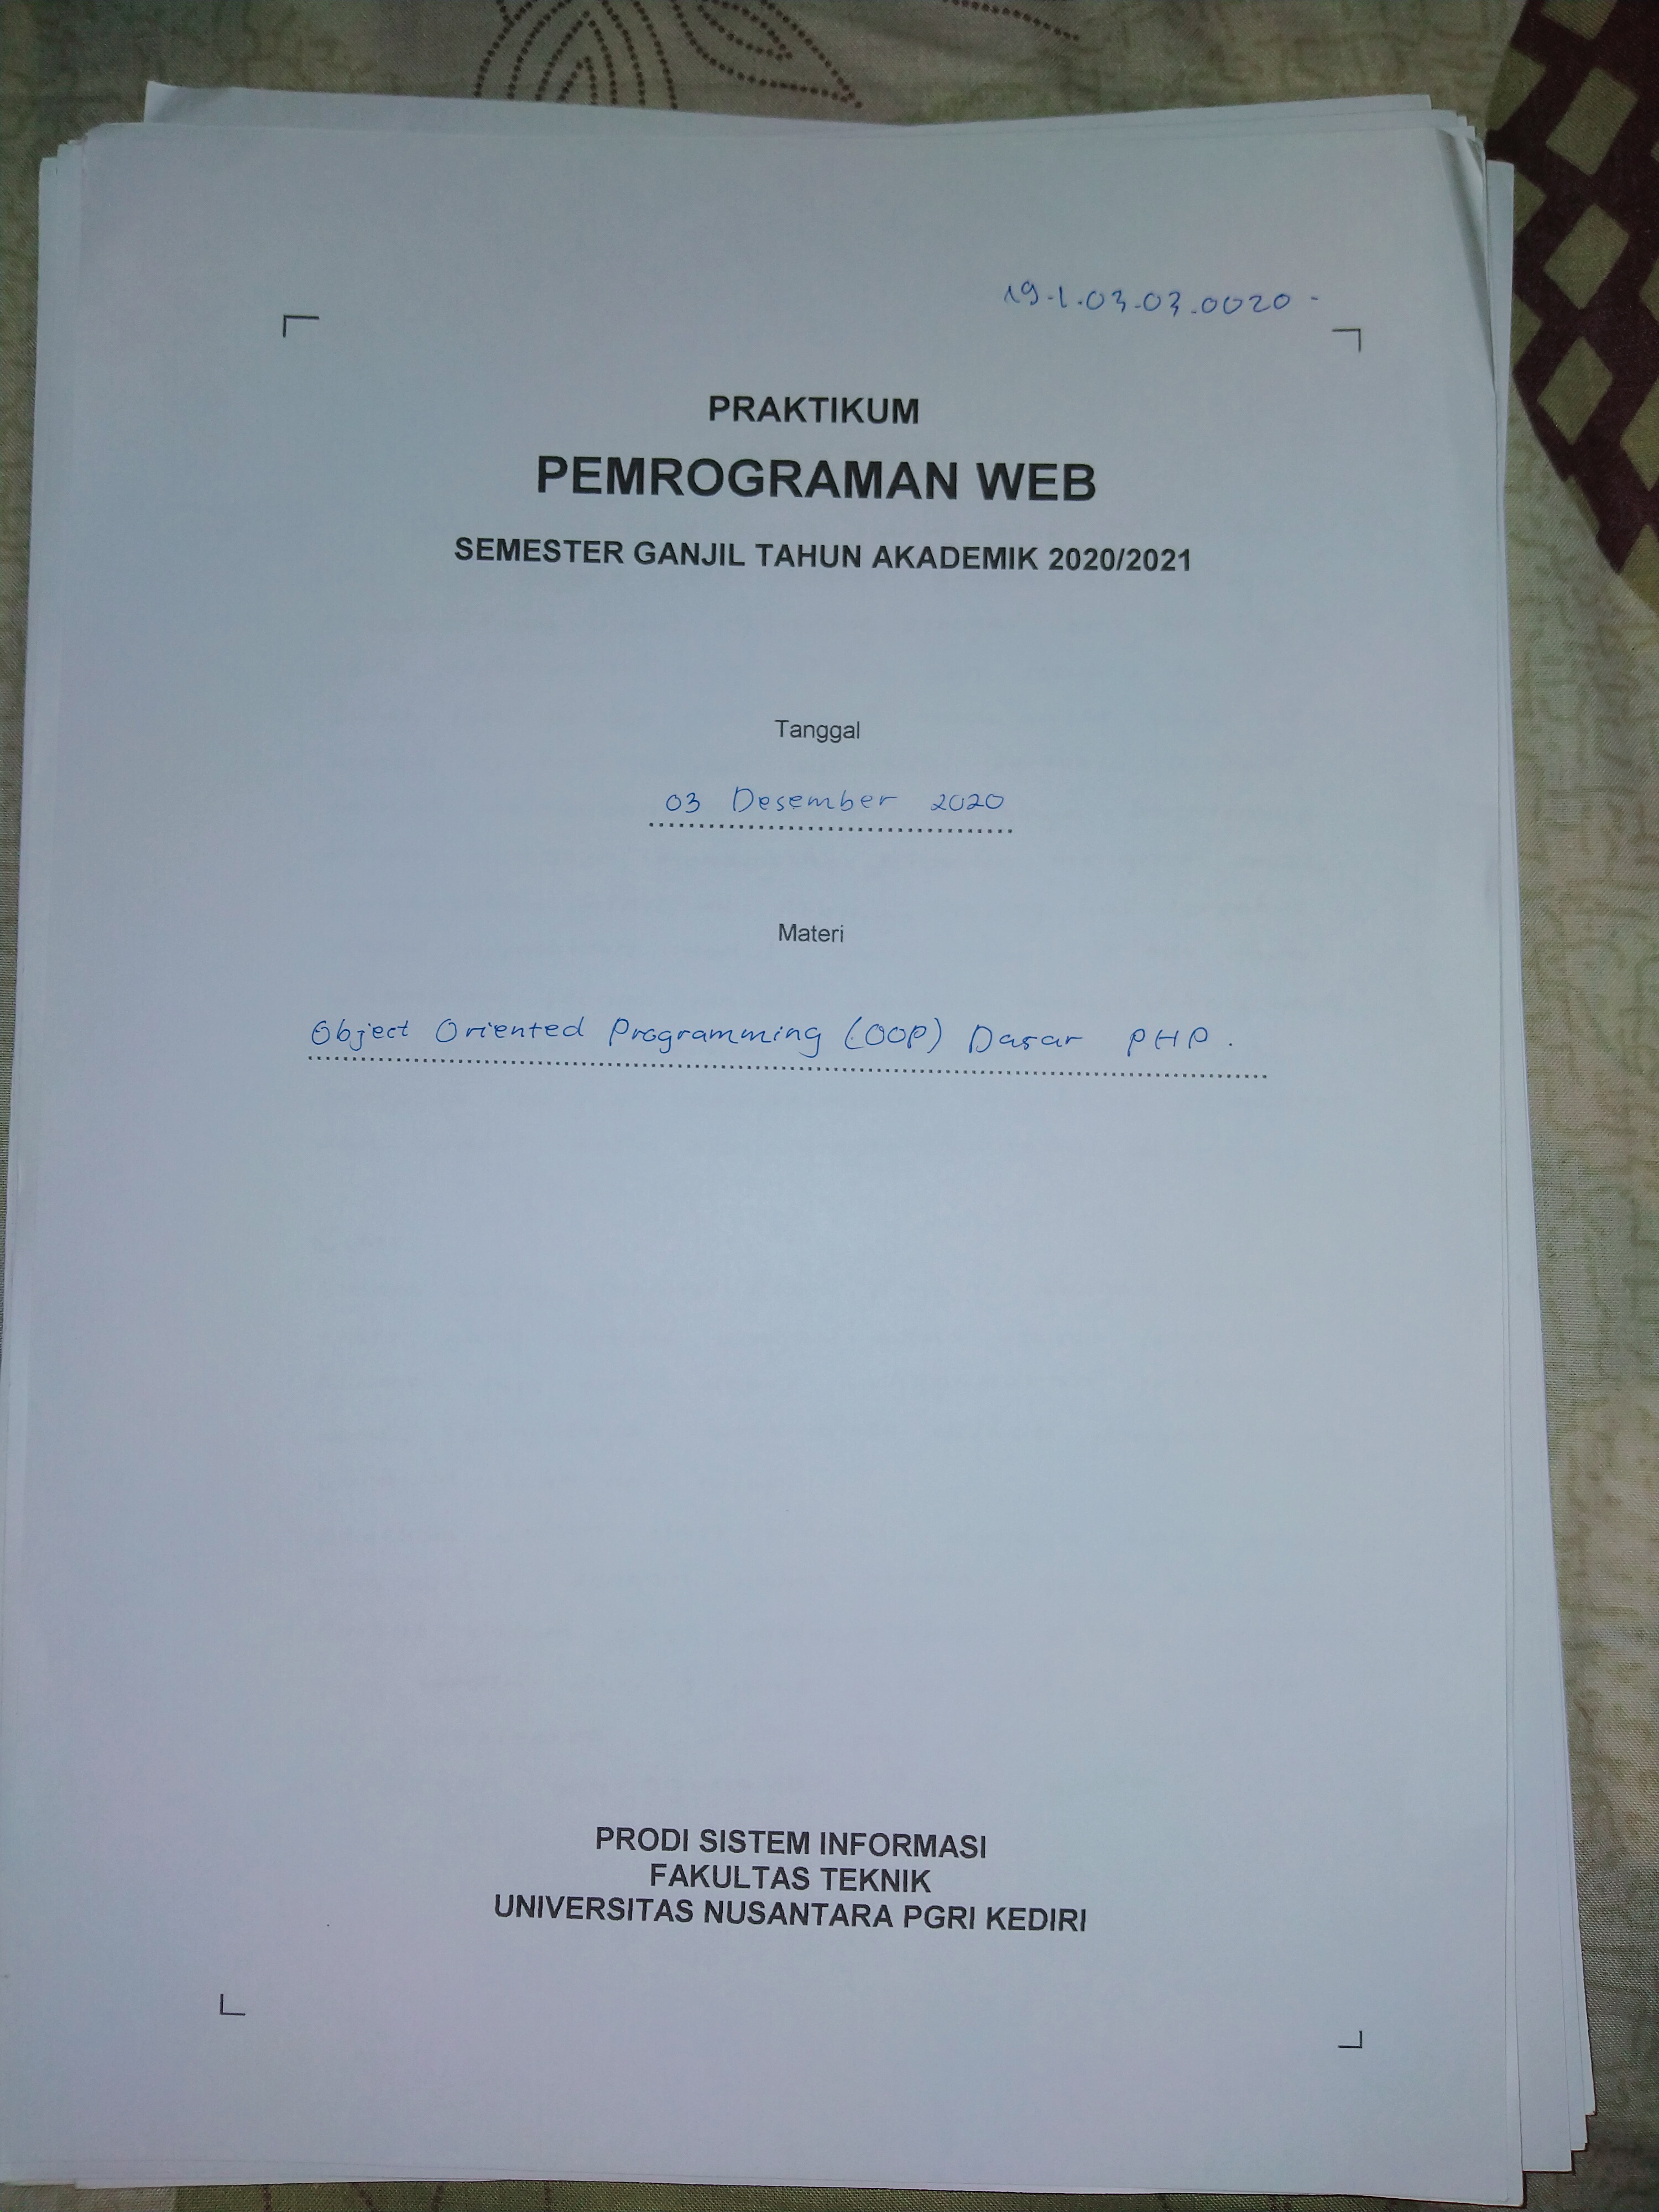 19.1.03.03.0020 -
PRAKTIKUM
PEMROGRAMAN WEB
SEMESTER GANJIL TAHUN AKADEMIK 2020/2021
Tanggal
03 Desember 2020
Materi
Object Oriented Programming (OOP) Dasar PHP.
PRODI SISTEM INFORMASI
FAKULTAS TEKNIK
UNIVERSITAS NUSANTARA PGRI KEDIRI